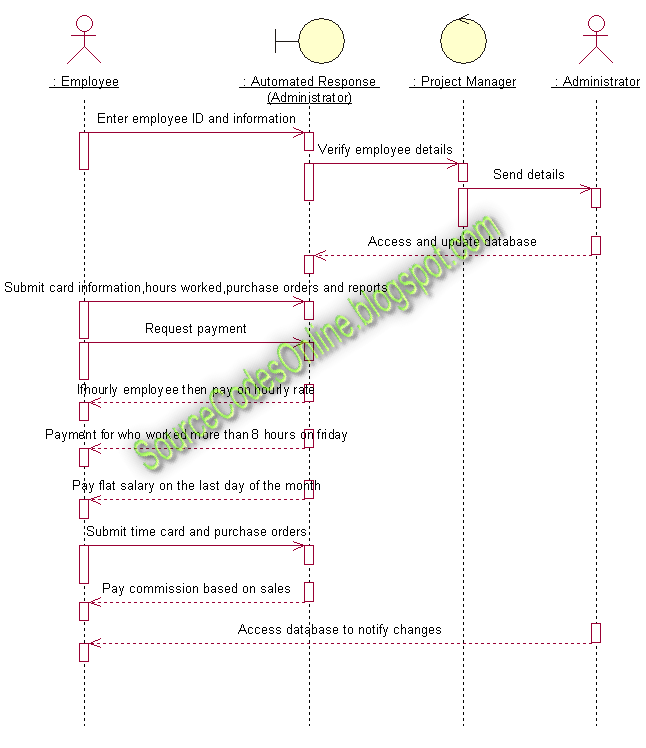 : Employee
: Automated Response
(Administrator)
: Project Manager
: Administrator
Enter employee ID and information
Verify employee details
Send details
Access and update database
Submit card information,hours worked,purchase orders and reports
Request payment
If hourly employee then pay on hourly rate
Payment for who worked more than 8 hours on friday
Pay flat salary on the last day of the month
Submit time card and purchase orders
Pay commission based on sales
Access database to notify changes
SourceCodesOnline.blogspot.com